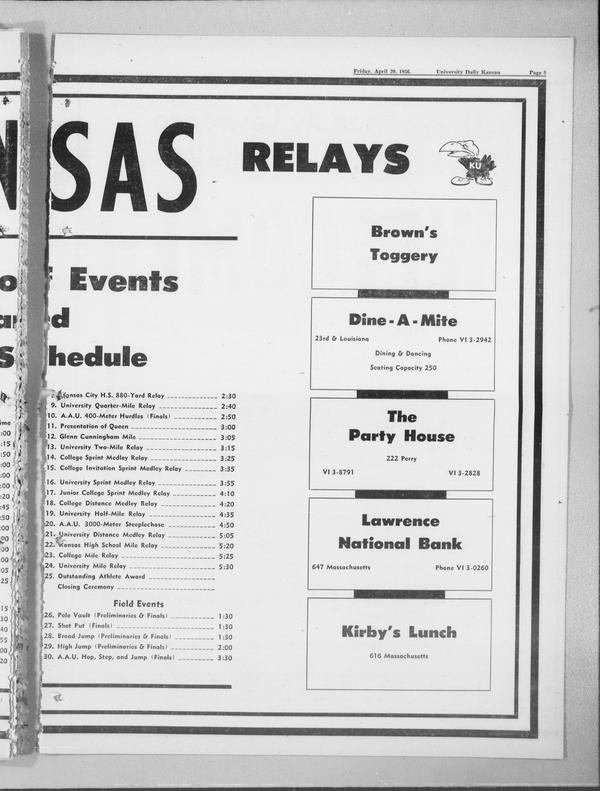 Friday, April 20, 1956. University Daily Kansan Page 9
NSAS RELAYS
KU
of Events
d
S hedule
Kansas City H.S. 880-Yard Relay 2:30
9. University Quarter-Mile Relay 2:40
10. A.A.U. 400-Meter Hurdles (Finals) 2:50
11. Presentation of Queen 3:00
12. Glenn Cunningham Mile 3:05
13. University Two-Mile Relay 3:15
14. College Sprint Medley Relay 3:25
15. College Invitation Sprint Medley Relay 3:35
16. University Sprint Medley Relay 3:55
17. Junior College Sprint Medley Relay 4:10
18. College Distance Medley Relay 4:20
19. University Half-Mile Relay 4:35
20. A.A.U. 3000-Meter Steeplechase 4:50
21. University Distance Medley Relay 5:05
22. Kansas High School Mile Relay 5:20
23. College Mile Relay 5:25
24. University Mile Relay 5:30
25. Outstanding Athlete Award
Closing Ceremony
Field Events
26. Pole Vault (Preliminaries & Finals) 1:30
27. Shot Put (Finals) 1:30
28. Broad Jump (Preliminaries & Finals) 1:30
29. High Jump (Preliminaries & Finals) 2:00
30. A.A.U. Hop, Step, and Jump (Finals) 3:30
Brown's
Toggery
Dine-A-Mite
23rd & Louisiana Phone VI 3-2942
Dining & Dancing
Seating Capacity 250
The
Party House
222 Perry
VI 3-8791 VI 3-2828
Lawrence
National Bank
647 Massachusetts Phone VI 3-0260
Kirby's Lunch
616 Massachusetts